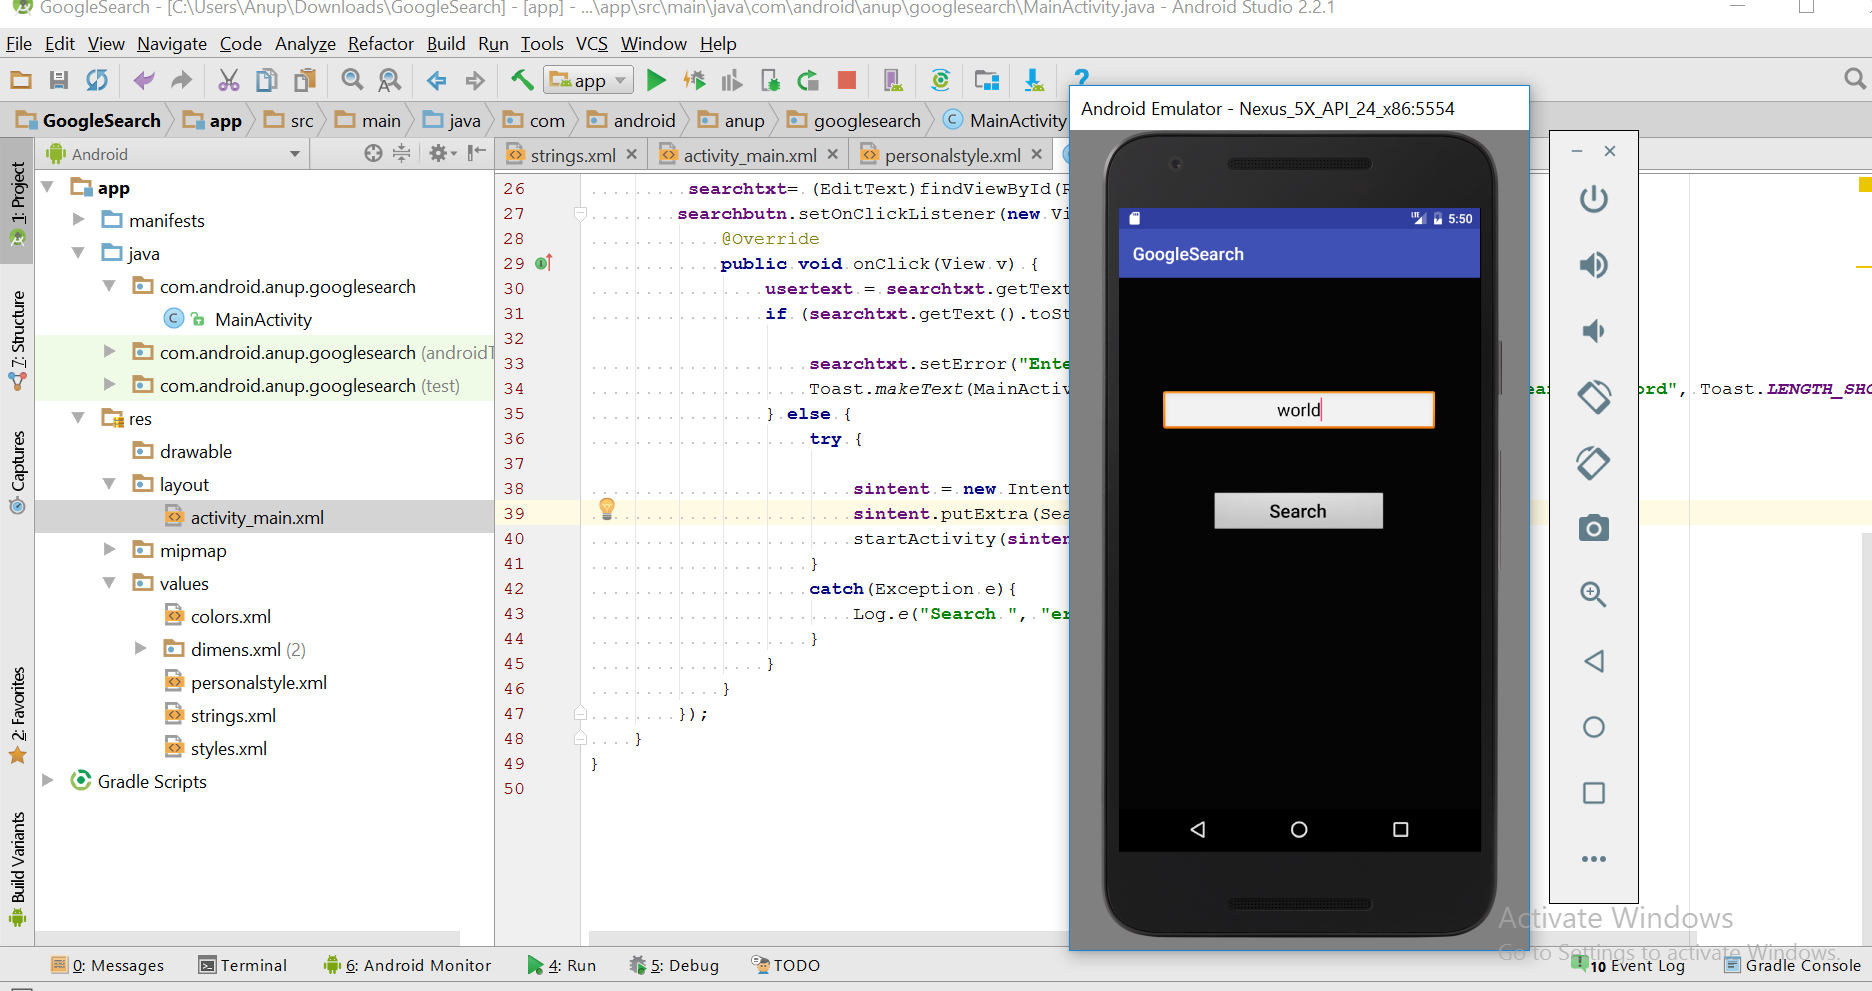 GoogleSearch - [C:\Users\Anup\Downloads\GoogleSearch] - [app] - ...\app\src\main\java\com\android\anup\googlesearch\MainActivity.java - Android Studio 2.2.1
File Edit View Navigate Code Analyze Refactor Build Run Tools VCS Window Help
app
?
GoogleSearch app src main java com android anup googlesearch MainActivity
Android
strings.xml activity_main.xml personalstyle.xml
1: Project
7: Structure
Captures
2: Favorites
Build Variants
app
manifests
java
com.android.anup.googlesearch
MainActivity
com.android.anup.googlesearch (androidT
com.android.anup.googlesearch (test)
res
drawable
layout
activity_main.xml
mipmap
values
colors.xml
dimens.xml (2)
personalstyle.xml
strings.xml
styles.xml
Gradle Scripts
26 searchtxt= (EditText)findViewById(R
27 searchbutn.setOnClickListener(new Vi
28 @Override
29 public void onClick(View v) {
30 usertext = searchtxt.getText
31 if (searchtxt.getText().toSt
32
33 searchtxt.setError("Ente
34 Toast.makeText(MainActiv ord", Toast.LENGTH_SHO
35 } else {
36 try {
37
38 sintent = new Intent
39 sintent.putExtra(Sea
40 startActivity(sinten
41 }
42 catch(Exception e){
43 Log.e("Search ", "er
44 }
45 }
46 }
47 });
48 }
49 }
50
Android Emulator - Nexus_5X_API_24_x86:5554
LTE 5:50
GoogleSearch
world
Search
Activate Windows
Go to Settings to activate Windows.
0: Messages Terminal 6: Android Monitor 4: Run 5: Debug TODO 10 Event Log Gradle Console